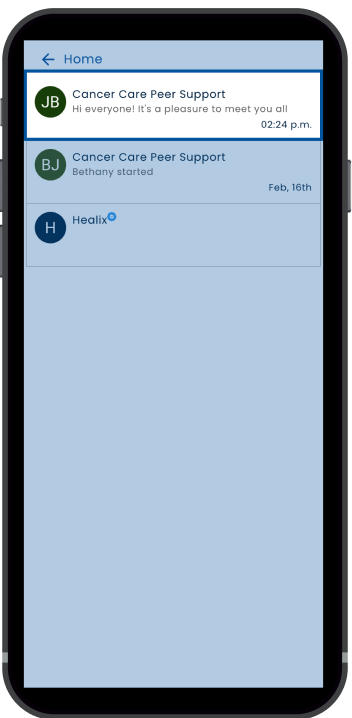 Home
JB
Cancer Care Peer Support
Hi everyone! It's a pleasure to meet you all
02:24 p.m.
BJ
Cancer Care Peer Support
Bethany started
Feb, 16th
H
Healix